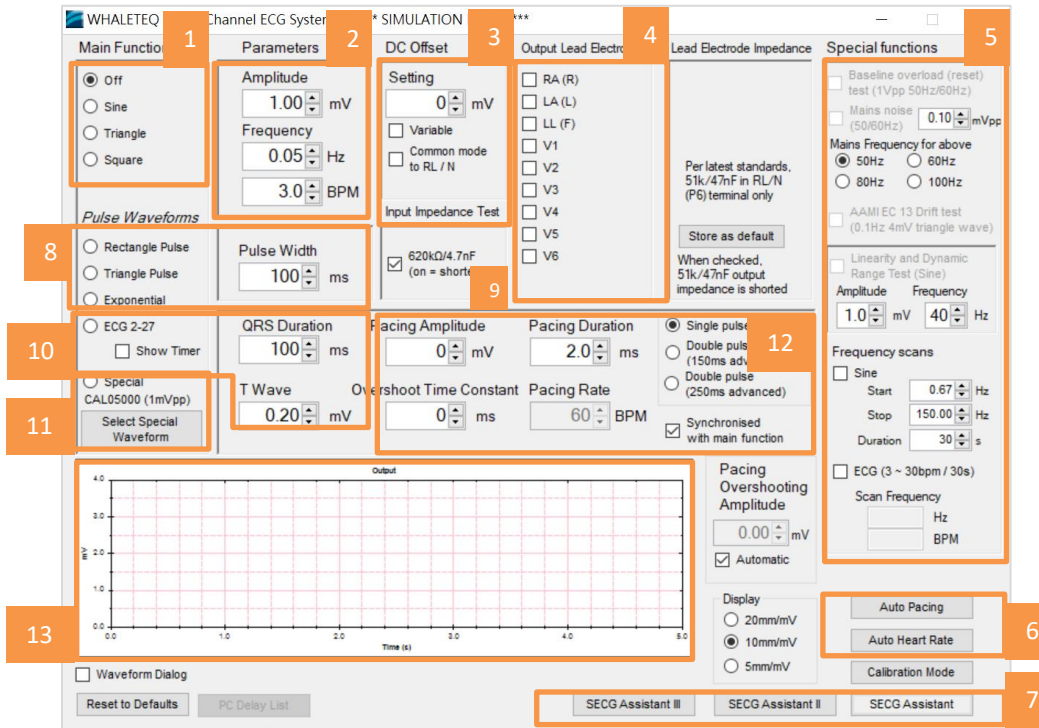 WHALETEQ Channel ECG System * SIMULATION ***
Main Function
1
Off
Sine
Triangle
Square
Parameters
2
Amplitude
1.00 mV
Frequency
0.05 Hz
3.0 BPM
DC Offset
3
Setting
0 mV
Variable
Common mode
to RL / N
Input Impedance Test
620kΩ/4.7nF
(on = shorte
Output Lead Electro
4
RA (R)
LA (L)
LL (F)
V1
V2
V3
V4
V5
V6
Lead Electrode Impedance
Per latest standards,
51k/47nF in RL/N
(P6) terminal only
Store as default
When checked,
51k/47nF output
impedance is shorted
Special functions
5
Baseline overload (reset)
test (1Vpp 50Hz/60Hz)
Mains noise
(50/60Hz)
0.10 mVpp
Mains Frequency for above
50Hz 60Hz
80Hz 100Hz
AAMI EC 13 Drift test
(0.1Hz 4mV triangle wave)
Linearity and Dynamic
Range Test (Sine)
Amplitude Frequency
1.0 mV 40 Hz
Frequency scans
Sine
Start 0.67 Hz
Stop 150.00 Hz
Duration 30 s
ECG (3 ~ 30bpm / 30s)
Scan Frequency
Hz
BPM
Pulse Waveforms
8
Rectangle Pulse
Triangle Pulse
Exponential
Pulse Width
100 ms
9
10
ECG 2-27
Show Timer
QRS Duration
100 ms
T Wave
0.20 mV
11
Special
CAL05000 (1mVpp)
Select Special
Waveform
Pacing Amplitude
0 mV
Pacing Duration
2.0 ms
Overshoot Time Constant
0 ms
Pacing Rate
60 BPM
12
Single pulse
Double puls
(150ms adv
Double pulse
(250ms advanced)
Synchronised
with main function
13
Output
mV
4.0
3.0
2.0
1.0
0.0
0.0 1.0 2.0 3.0 4.0 5.0
Time (s)
Pacing
Overshooting
Amplitude
0.00 mV
Automatic
Display
20mm/mV
10mm/mV
5mm/mV
Auto Pacing
6
Auto Heart Rate
Calibration Mode
7
Waveform Dialog
Reset to Defaults
PC Delay List
SECG Assistant III
SECG Assistant II
SECG Assistant